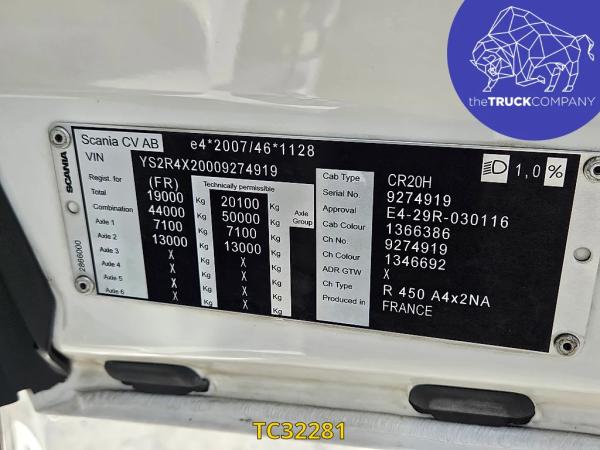 theTRUCKCOMPANY
SCANIA
2866000
Scania CV AB e4*2007/46*1128
VIN YS2R4X20009274919
1,0 %
Regist. for (FR) Technically permissible
Total 19000 Kg 20100 Kg
Combination 44000 Kg 50000 Kg
Axle 1 7100 Kg 7100 Kg
Axle 2 13000 Kg 13000 Kg
Axle 3 X Kg X Kg
Axle 4 X Kg X Kg
Axle 5 X Kg X Kg
Axle 6 X Kg X Kg
Axle Group
Cab Type CR20H
Serial No. 9274919
Approval E4-29R-030116
Cab Colour 1366386
Ch No. 9274919
Ch Colour 1346692
ADR GTW X
Ch Type R 450 A4x2NA
Produced in FRANCE
TC32281